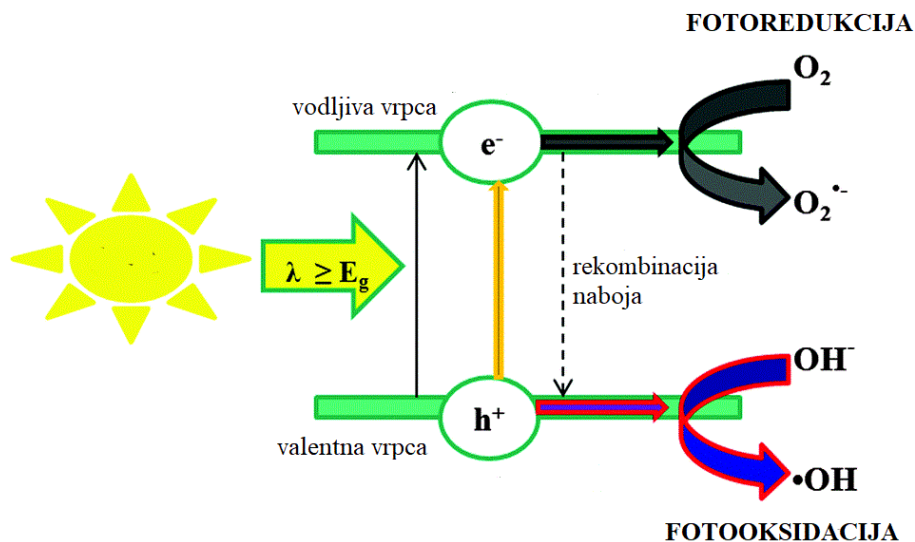 FOTOREDUKCIJA
O₂
vodljiva vrpca
e⁻
O₂•⁻
λ ≥ Eg
rekombinacija
naboja
OH⁻
h⁺
valentna vrpca
•OH
FOTOOKSIDACIJA